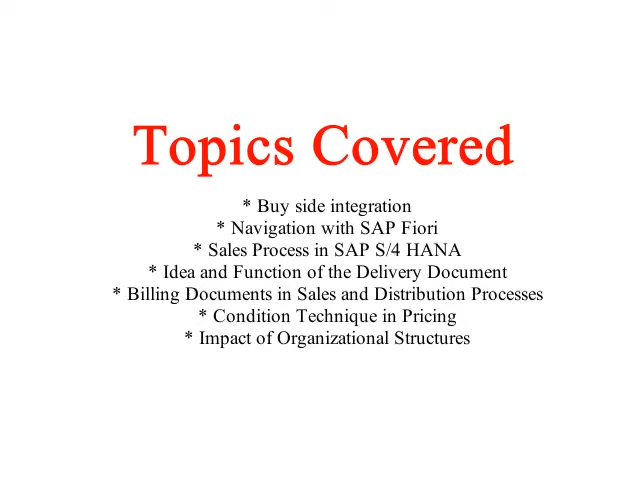 Topics Covered
* Buy side integration
* Navigation with SAP Fiori
* Sales Process in SAP S/4 HANA
* Idea and Function of the Delivery Document
* Billing Documents in Sales and Distribution Processes
* Condition Technique in Pricing
* Impact of Organizational Structures